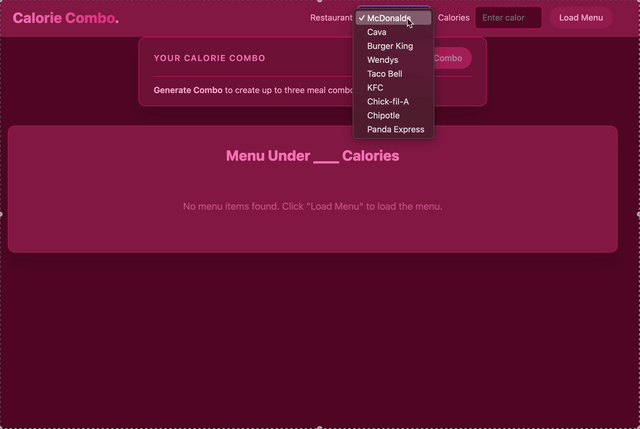 Calorie Combo.
Restaurant
✓ McDonalds
Cava
Burger King
Wendys
Taco Bell
KFC
Chick-fil-A
Chipotle
Panda Express
Calories
Enter calor
Load Menu
YOUR CALORIE COMBO
Combo
Generate Combo to create up to three meal combo
Menu Under ____ Calories
No menu items found. Click "Load Menu" to load the menu.